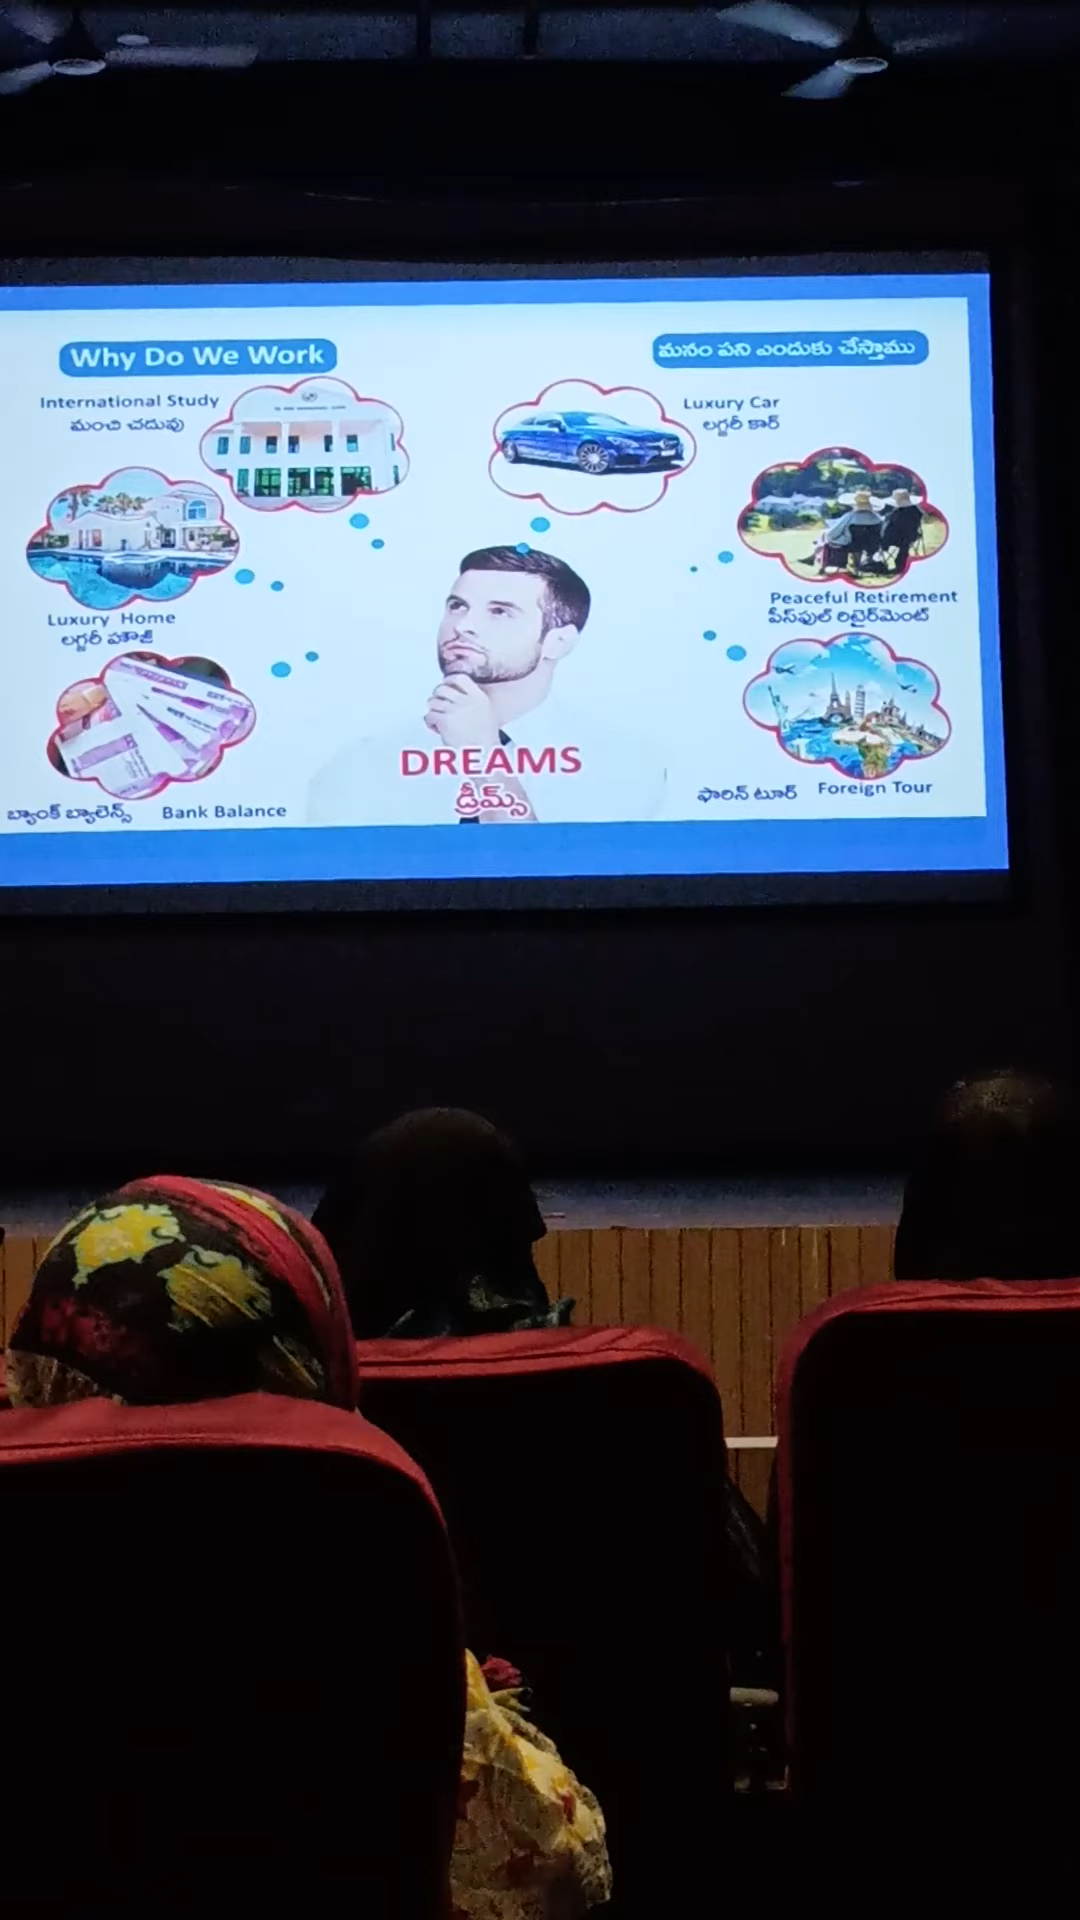 Why Do We Work
మనం పని ఎందుకు చేస్తాము
International Study
మంచి చదువు
Luxury Car
లగ్జరీ కార్
Luxury Home
లగ్జరీ హౌజ్
Peaceful Retirement
పీస్‌ఫుల్ రిటైర్‌మెంట్
DREAMS
డ్రీమ్స్
బ్యాంక్ బ్యాలెన్స్ Bank Balance
ఫారిన్ టూర్ Foreign Tour